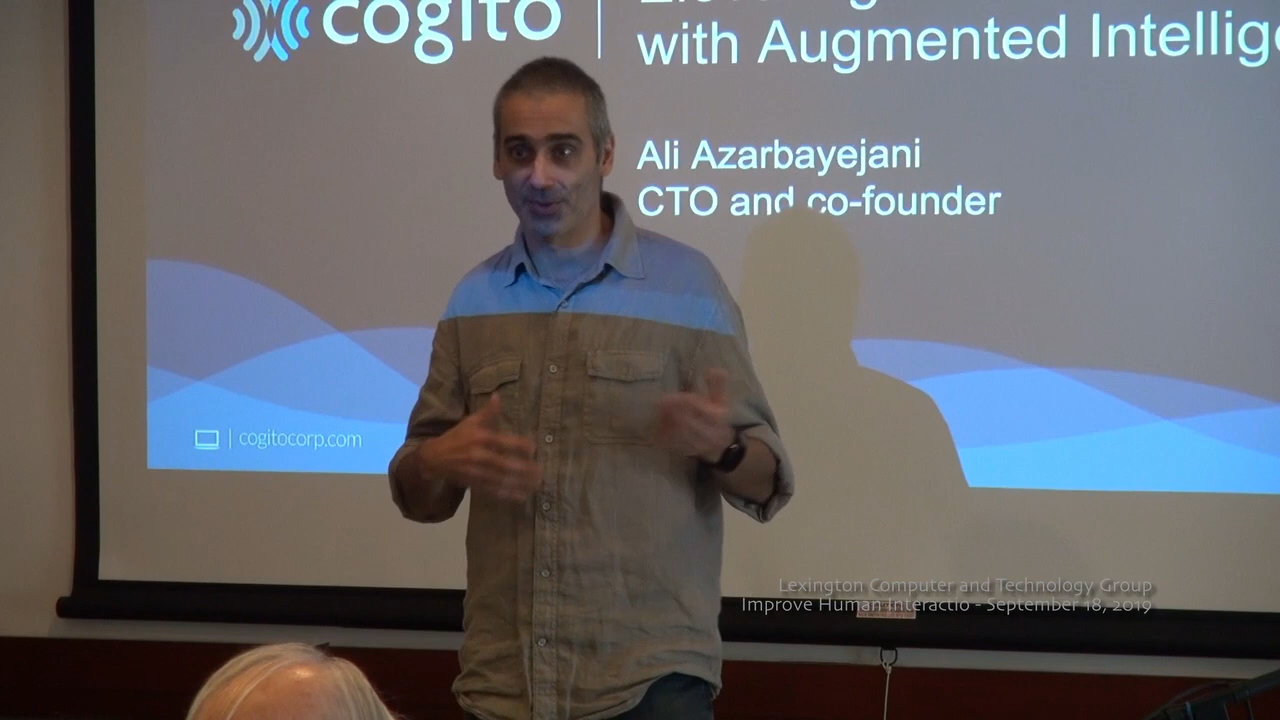 cogito
with Augmented
Ali Azarbayejani
CTO and co-founder
cogitocorp.com
Lexington Computer and Technology Group
Improve Human Interactio - September 18, 2019